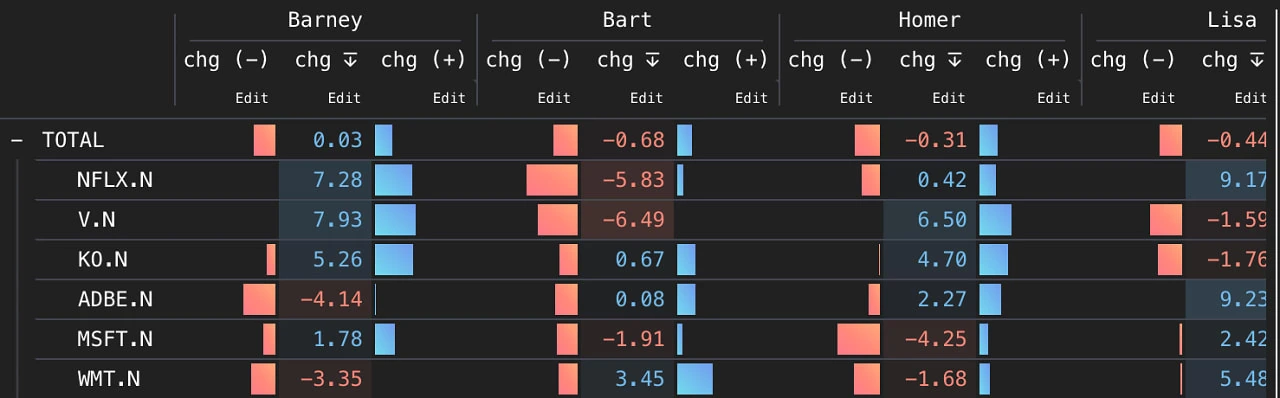 Barney Bart Homer Lisa
chg (-) chg ↓ chg (+) chg (-) chg ↓ chg (+) chg (-) chg ↓ chg (+) chg (-) chg ↓
Edit Edit Edit Edit Edit Edit Edit Edit Edit Edit Edit
− TOTAL 0.03 −0.68 −0.31 −0.44
NFLX.N 7.28 −5.83 0.42 9.17
V.N 7.93 −6.49 6.50 −1.59
KO.N 5.26 0.67 4.70 −1.76
ADBE.N −4.14 0.08 2.27 9.23
MSFT.N 1.78 −1.91 −4.25 2.42
WMT.N −3.35 3.45 −1.68 5.48